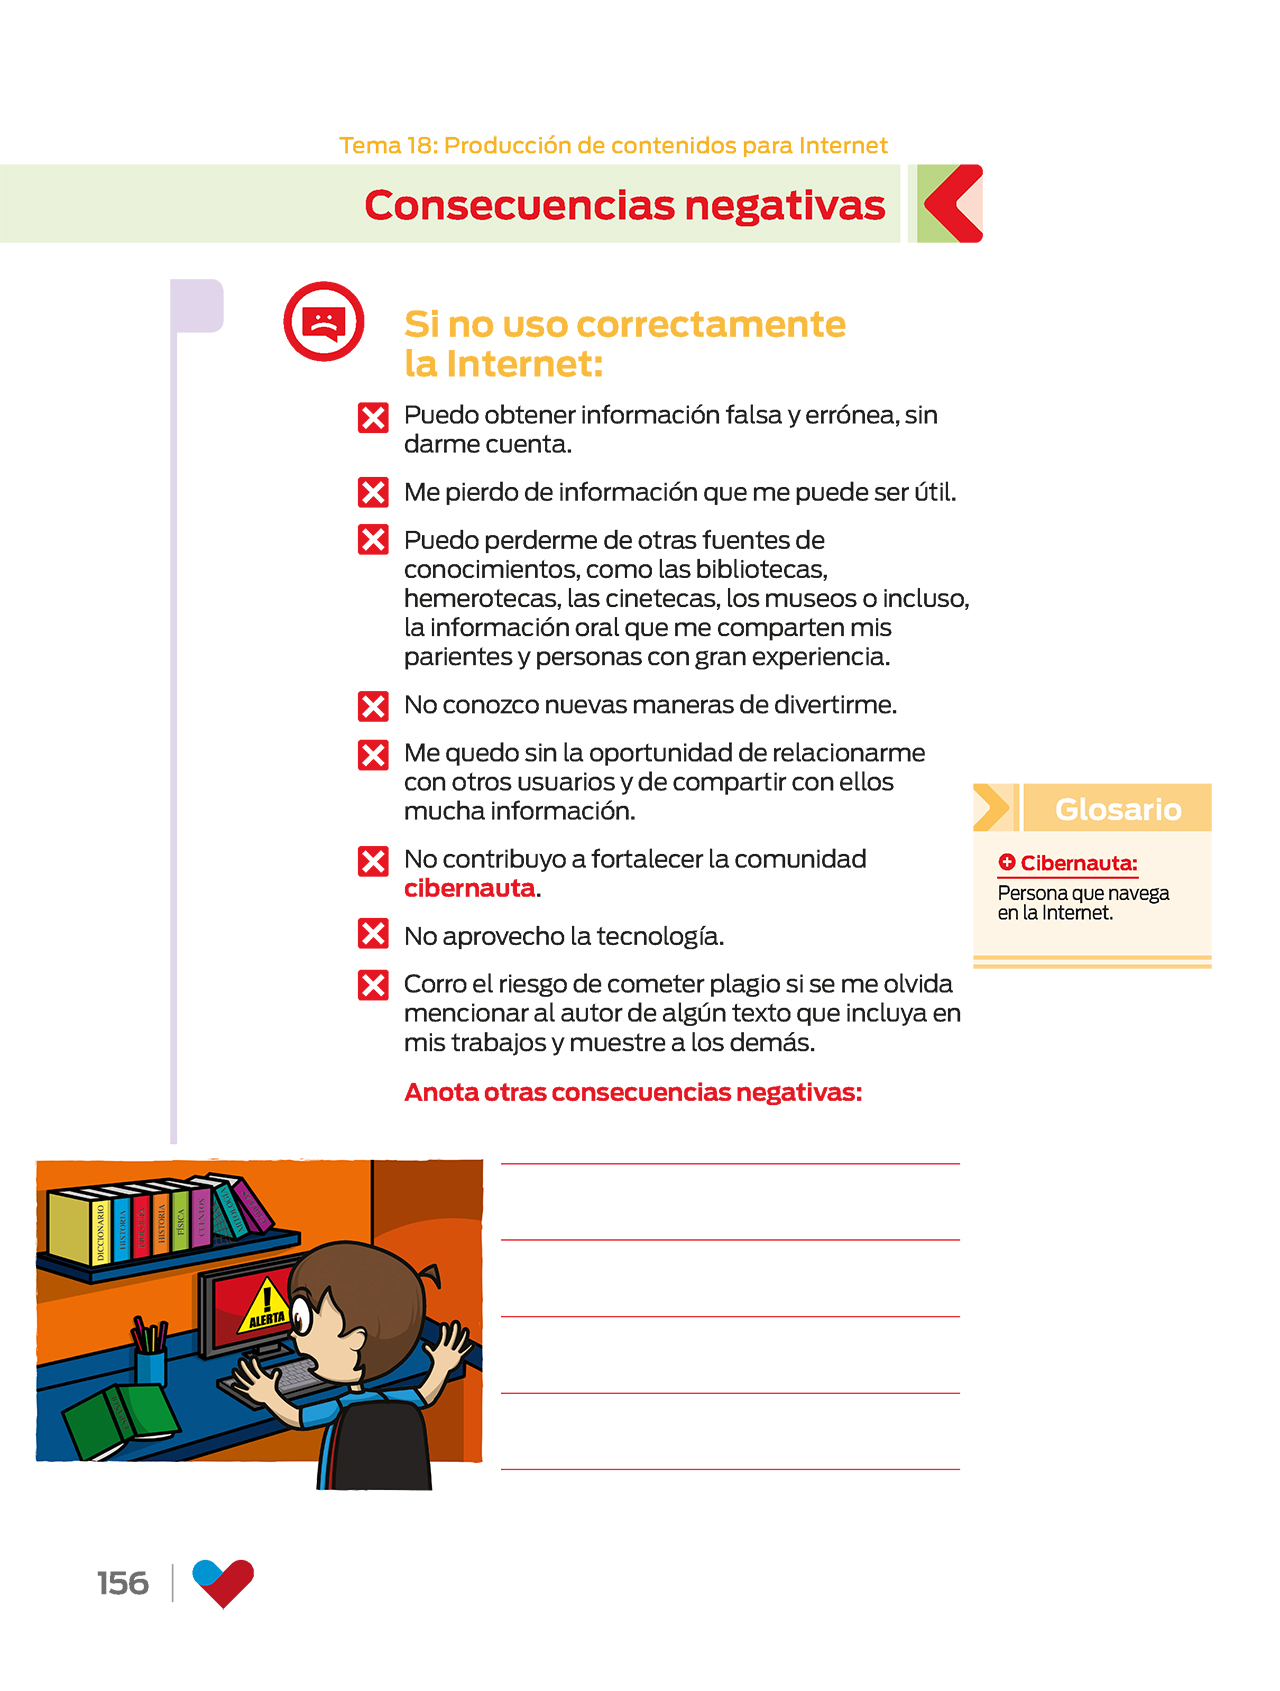 Tema 18: Producción de contenidos para Internet
Consecuencias negativas
Si no uso correctamente
la Internet:
Puedo obtener información falsa y errónea, sin
darme cuenta.
Me pierdo de información que me puede ser útil.
Puedo perderme de otras fuentes de
conocimientos, como las bibliotecas,
hemerotecas, las cinetecas, los museos o incluso,
la información oral que me comparten mis
parientes y personas con gran experiencia.
No conozco nuevas maneras de divertirme.
Me quedo sin la oportunidad de relacionarme
con otros usuarios y de compartir con ellos
mucha información.
No contribuyo a fortalecer la comunidad
cibernauta.
No aprovecho la tecnología.
Corro el riesgo de cometer plagio si se me olvida
mencionar al autor de algún texto que incluya en
mis trabajos y muestre a los demás.
Anota otras consecuencias negativas:
Glosario
Cibernauta:
Persona que navega
en la Internet.
DICCIONARIO
HISTORIA
HISTORIA
FÍSICA
CUENTOS
ALERTA
156